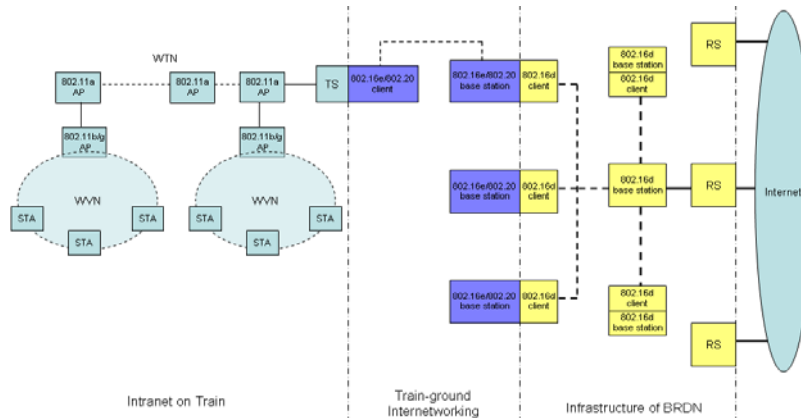 WTN
802.11a
AP
802.11a
AP
802.11a
AP
TS
802.16e/802.20
client
802.16e/802.20
base station
802.16d
client
802.16d
base station
802.16d
client
RS
802.11b/g
AP
802.11b/g
AP
WVN
STA
STA
STA
WVN
STA
STA
STA
802.16e/802.20
base station
802.16d
client
802.16d
base station
RS
Internet
802.16e/802.20
base station
802.16d
client
802.16d
client
802.16d
base station
RS
Intranet on Train
Train-ground
Internetworking
Infrastructure of BRDN